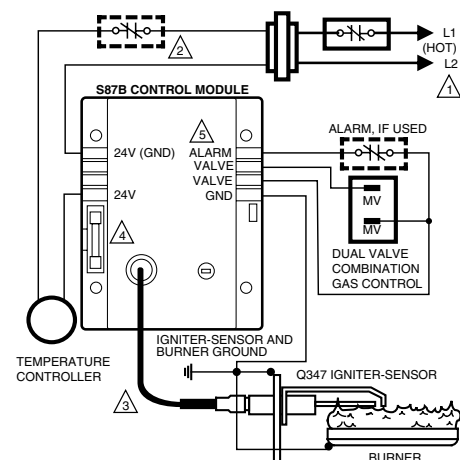 L1
(HOT)
L2
2
1
S87B CONTROL MODULE
5
ALARM, IF USED
24V (GND)
ALARM
VALVE
VALVE
24V
GND
MV
MV
4
DUAL VALVE
COMBINATION
GAS CONTROL
IGNITER-SENSOR AND
BURNER GROUND
TEMPERATURE
CONTROLLER
3
Q347 IGNITER-SENSOR
BURNER